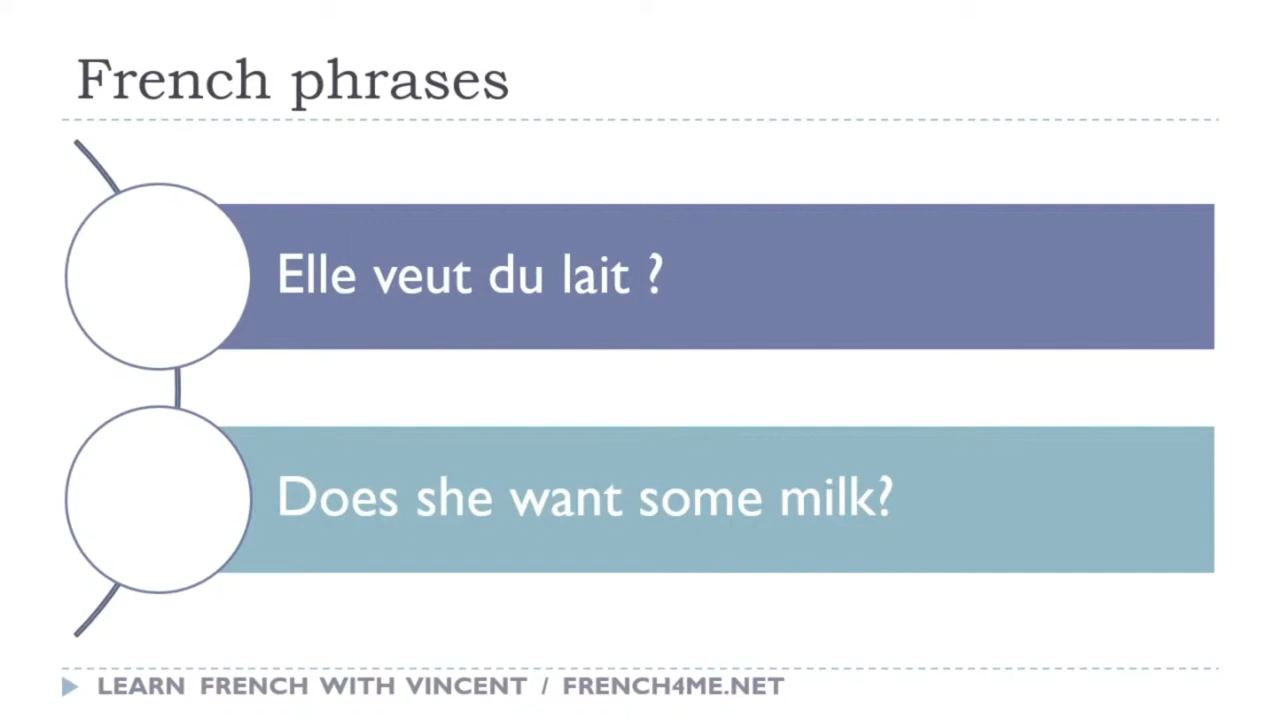 French phrases
Elle veut du lait ?
Does she want some milk?
LEARN FRENCH WITH VINCENT / FRENCH4ME.NET